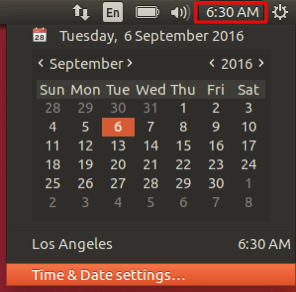 En 6:30 AM
Tuesday, 6 September 2016
< September > < 2016 >
Sun Mon Tue Wed Thu Fri Sat
28 29 30 31 1 2 3
4 5 6 7 8 9 10
11 12 13 14 15 16 17
18 19 20 21 22 23 24
25 26 27 28 29 30 1
2 3 4 5 6 7 8
Los Angeles 6:30 AM
Time & Date settings...